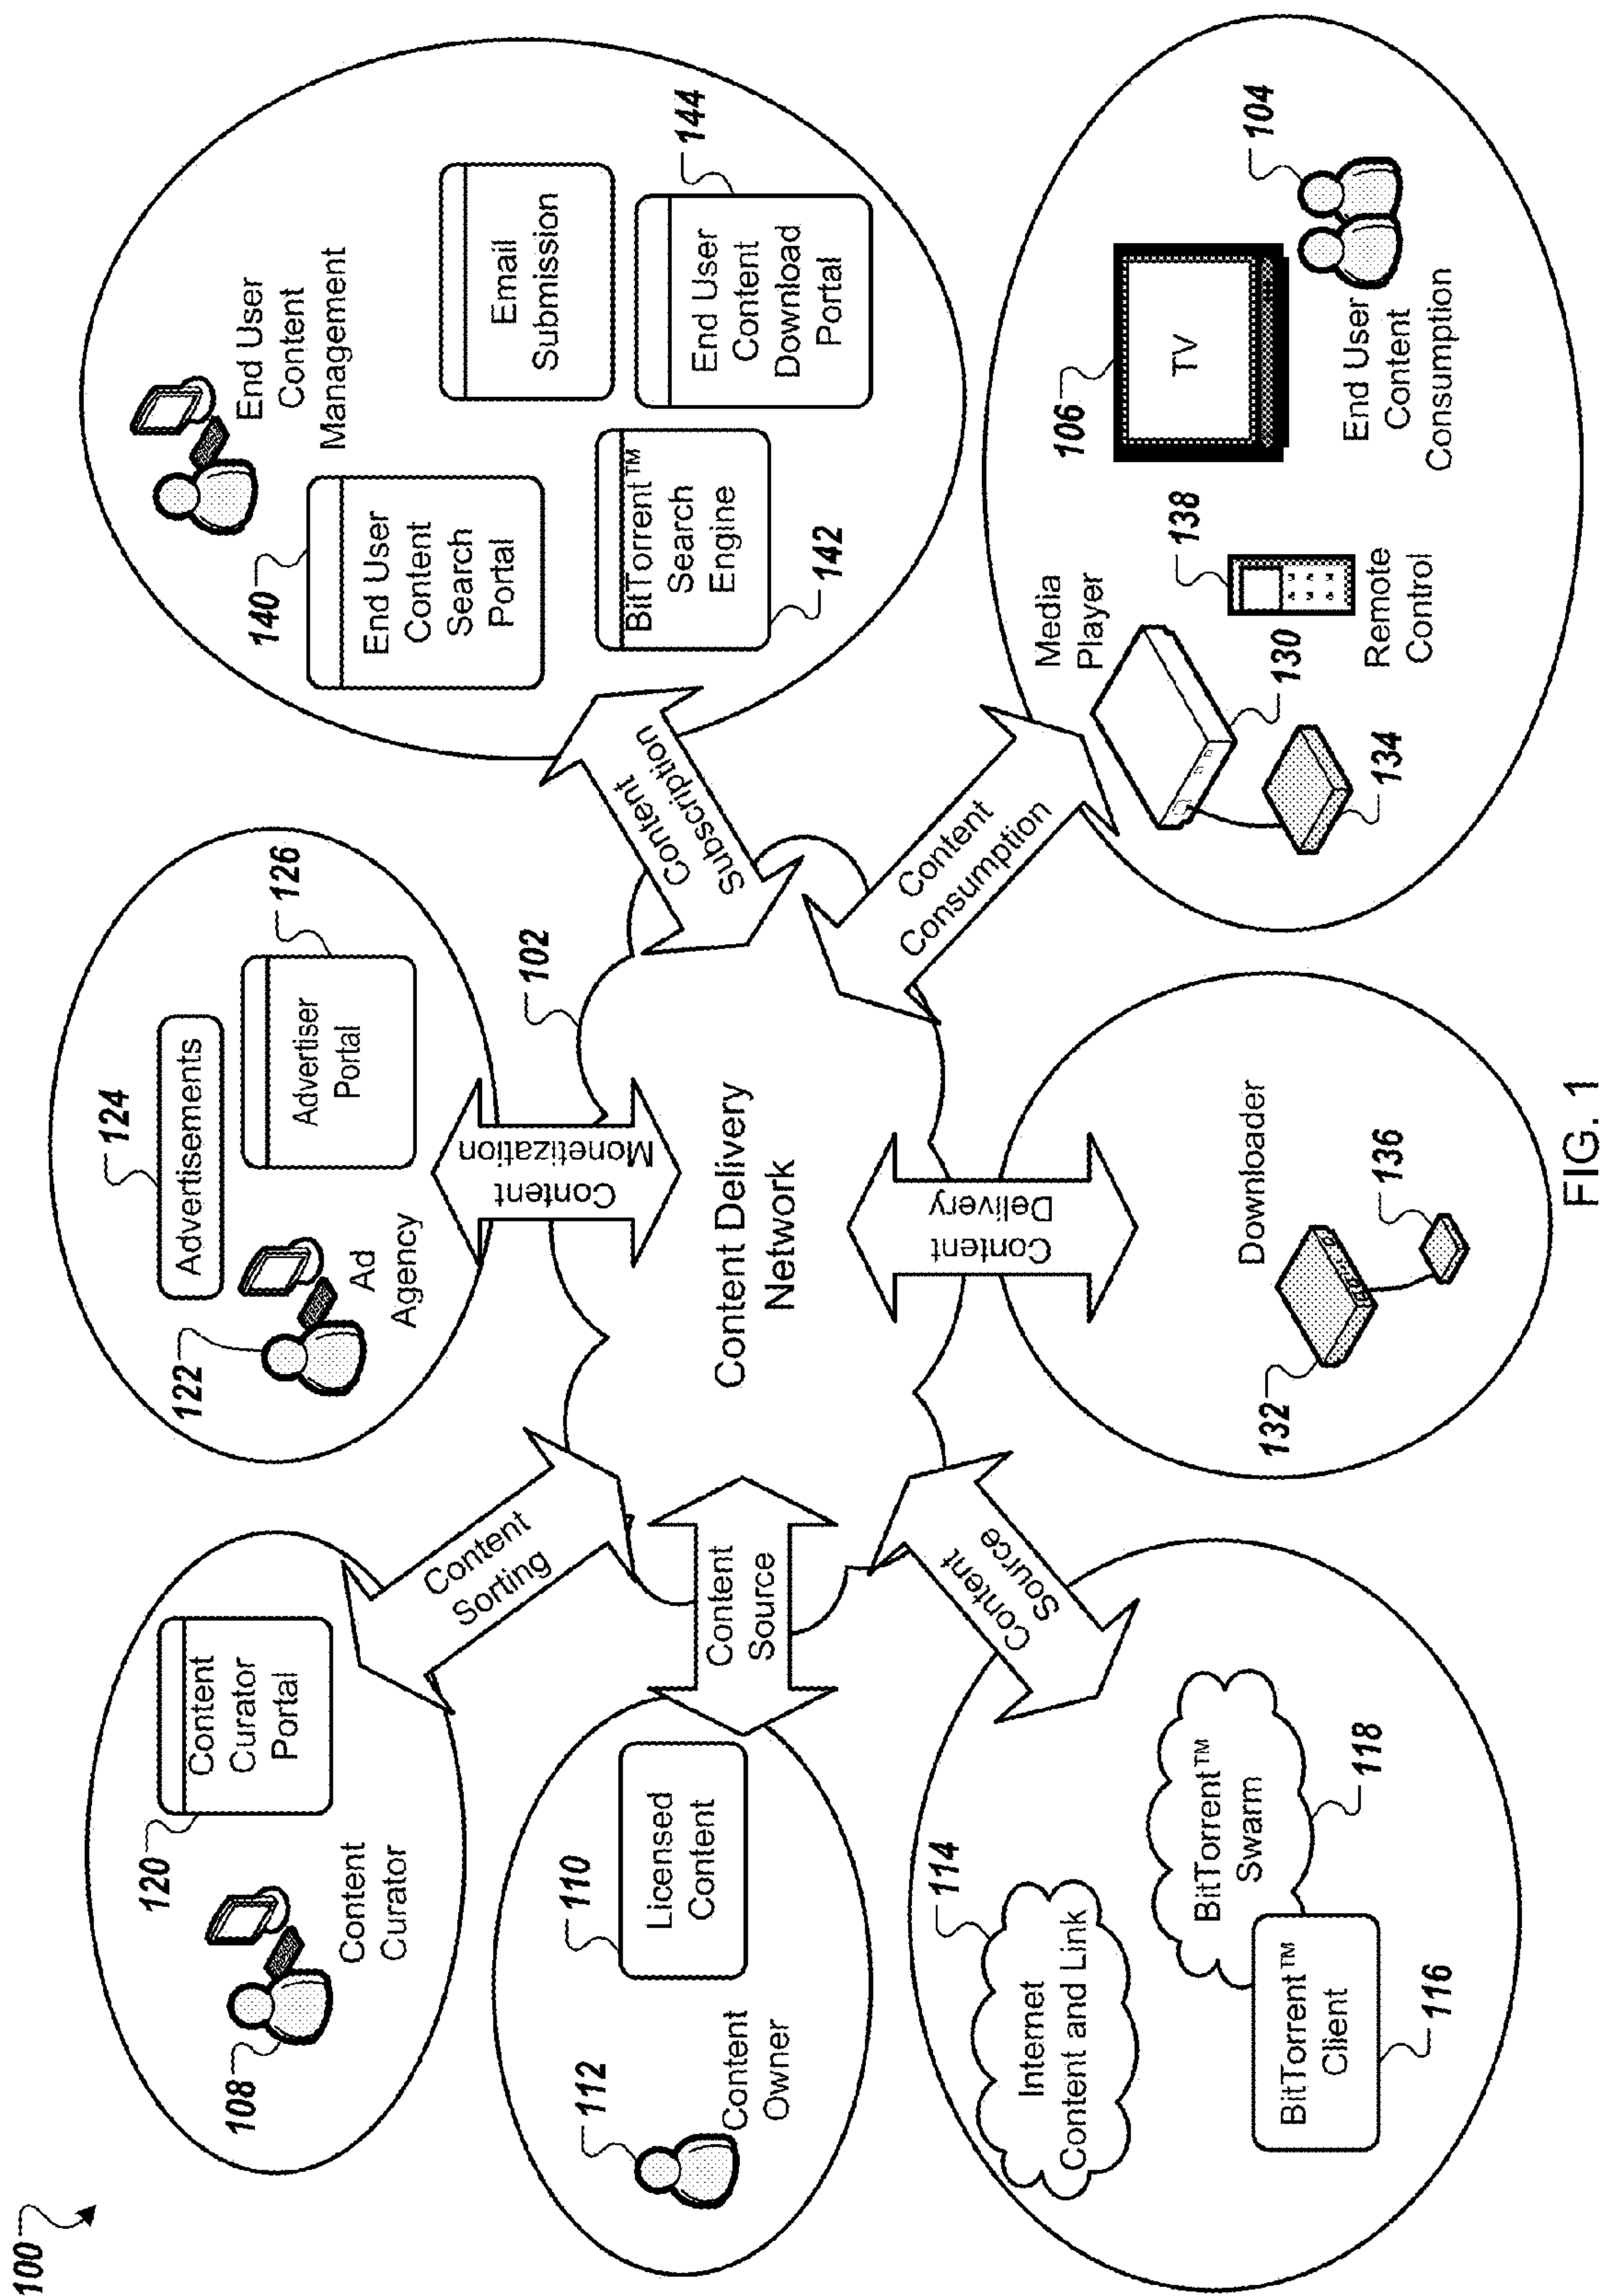 100
108
120
Content
Curator
Portal
Content
Curator
Content
Sorting
122
124
Advertisements
126
Advertiser
Portal
Ad
Agency
Content
Monetization
102
End User
Content
Management
140
End User
Content
Search
Portal
Email
Submission
BitTorrent™
Search
Engine
142
144
End User
Content
Download
Portal
Content
Subscription
112
Content
Owner
110
Licensed
Content
Content
Source
Content Delivery
Network
Content
Consumption
114
Internet
Content and Link
BitTorrent™
Swarm
118
BitTorrent™
Client
116
Content
Source
Content
Delivery
Downloader
132
136
Media
Player
130
134
138
Remote
Control
106
TV
104
End User
Content
Consumption
FIG. 1